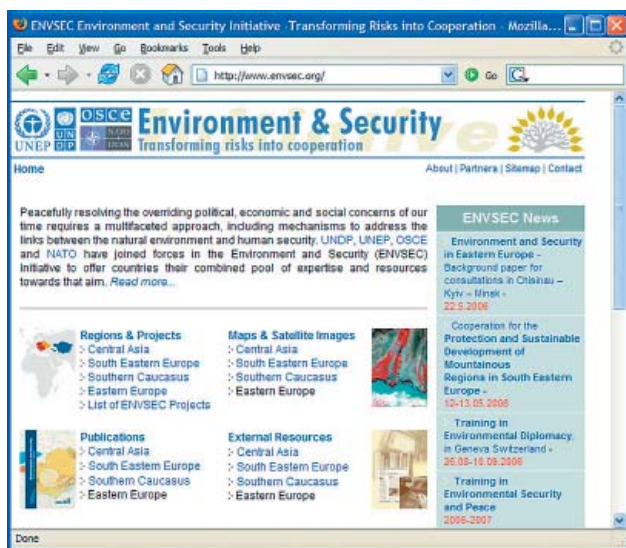 ENVSEC Environment and Security Initiative -Transforming Risks into Cooperation - Mozilla...
File Edit View Go Bookmarks Tools Help
http://www.envsec.org/
Go
UNEP
UNDP
osce
NATO
OTAN
Environment & Security
Transforming risks into cooperation
Home
About | Partners | Sitemap | Contact
Peacefully resolving the overriding political, economic and social concerns of our
time requires a multifaceted approach, including mechanisms to address the
links between the natural environment and human security. UNDP, UNEP, OSCE
and NATO have joined forces in the Environment and Security (ENVSEC)
Initiative to offer countries their combined pool of expertise and resources
towards that aim. Read more...
Regions & Projects
:- Central Asia
:- South Eastern Europe
:- Southern Caucasus
:- Eastern Europe
:- List of ENVSEC Projects
Maps & Satellite Images
:- Central Asia
:- South Eastern Europe
:- Southern Caucasus
:- Eastern Europe
Publications
:- Central Asia
:- South Eastern Europe
:- Southern Caucasus
:- Eastern Europe
External Resources
:- Central Asia
:- South Eastern Europe
:- Southern Caucasus
:- Eastern Europe
ENVSEC News
Environment and Security
in Eastern Europe -
Background paper for
consultations in Chisinau –
Kyiv – Minsk -
22.5.2006
Cooperation for the
Protection and Sustainable
Development of
Mountainous
Regions in South Eastern
Europe -
12-13.05.2006
Training in
Environmental Diplomacy,
in Geneva Switzerland -
Training in
Environmental Security
and Peace
2006-2007
Done